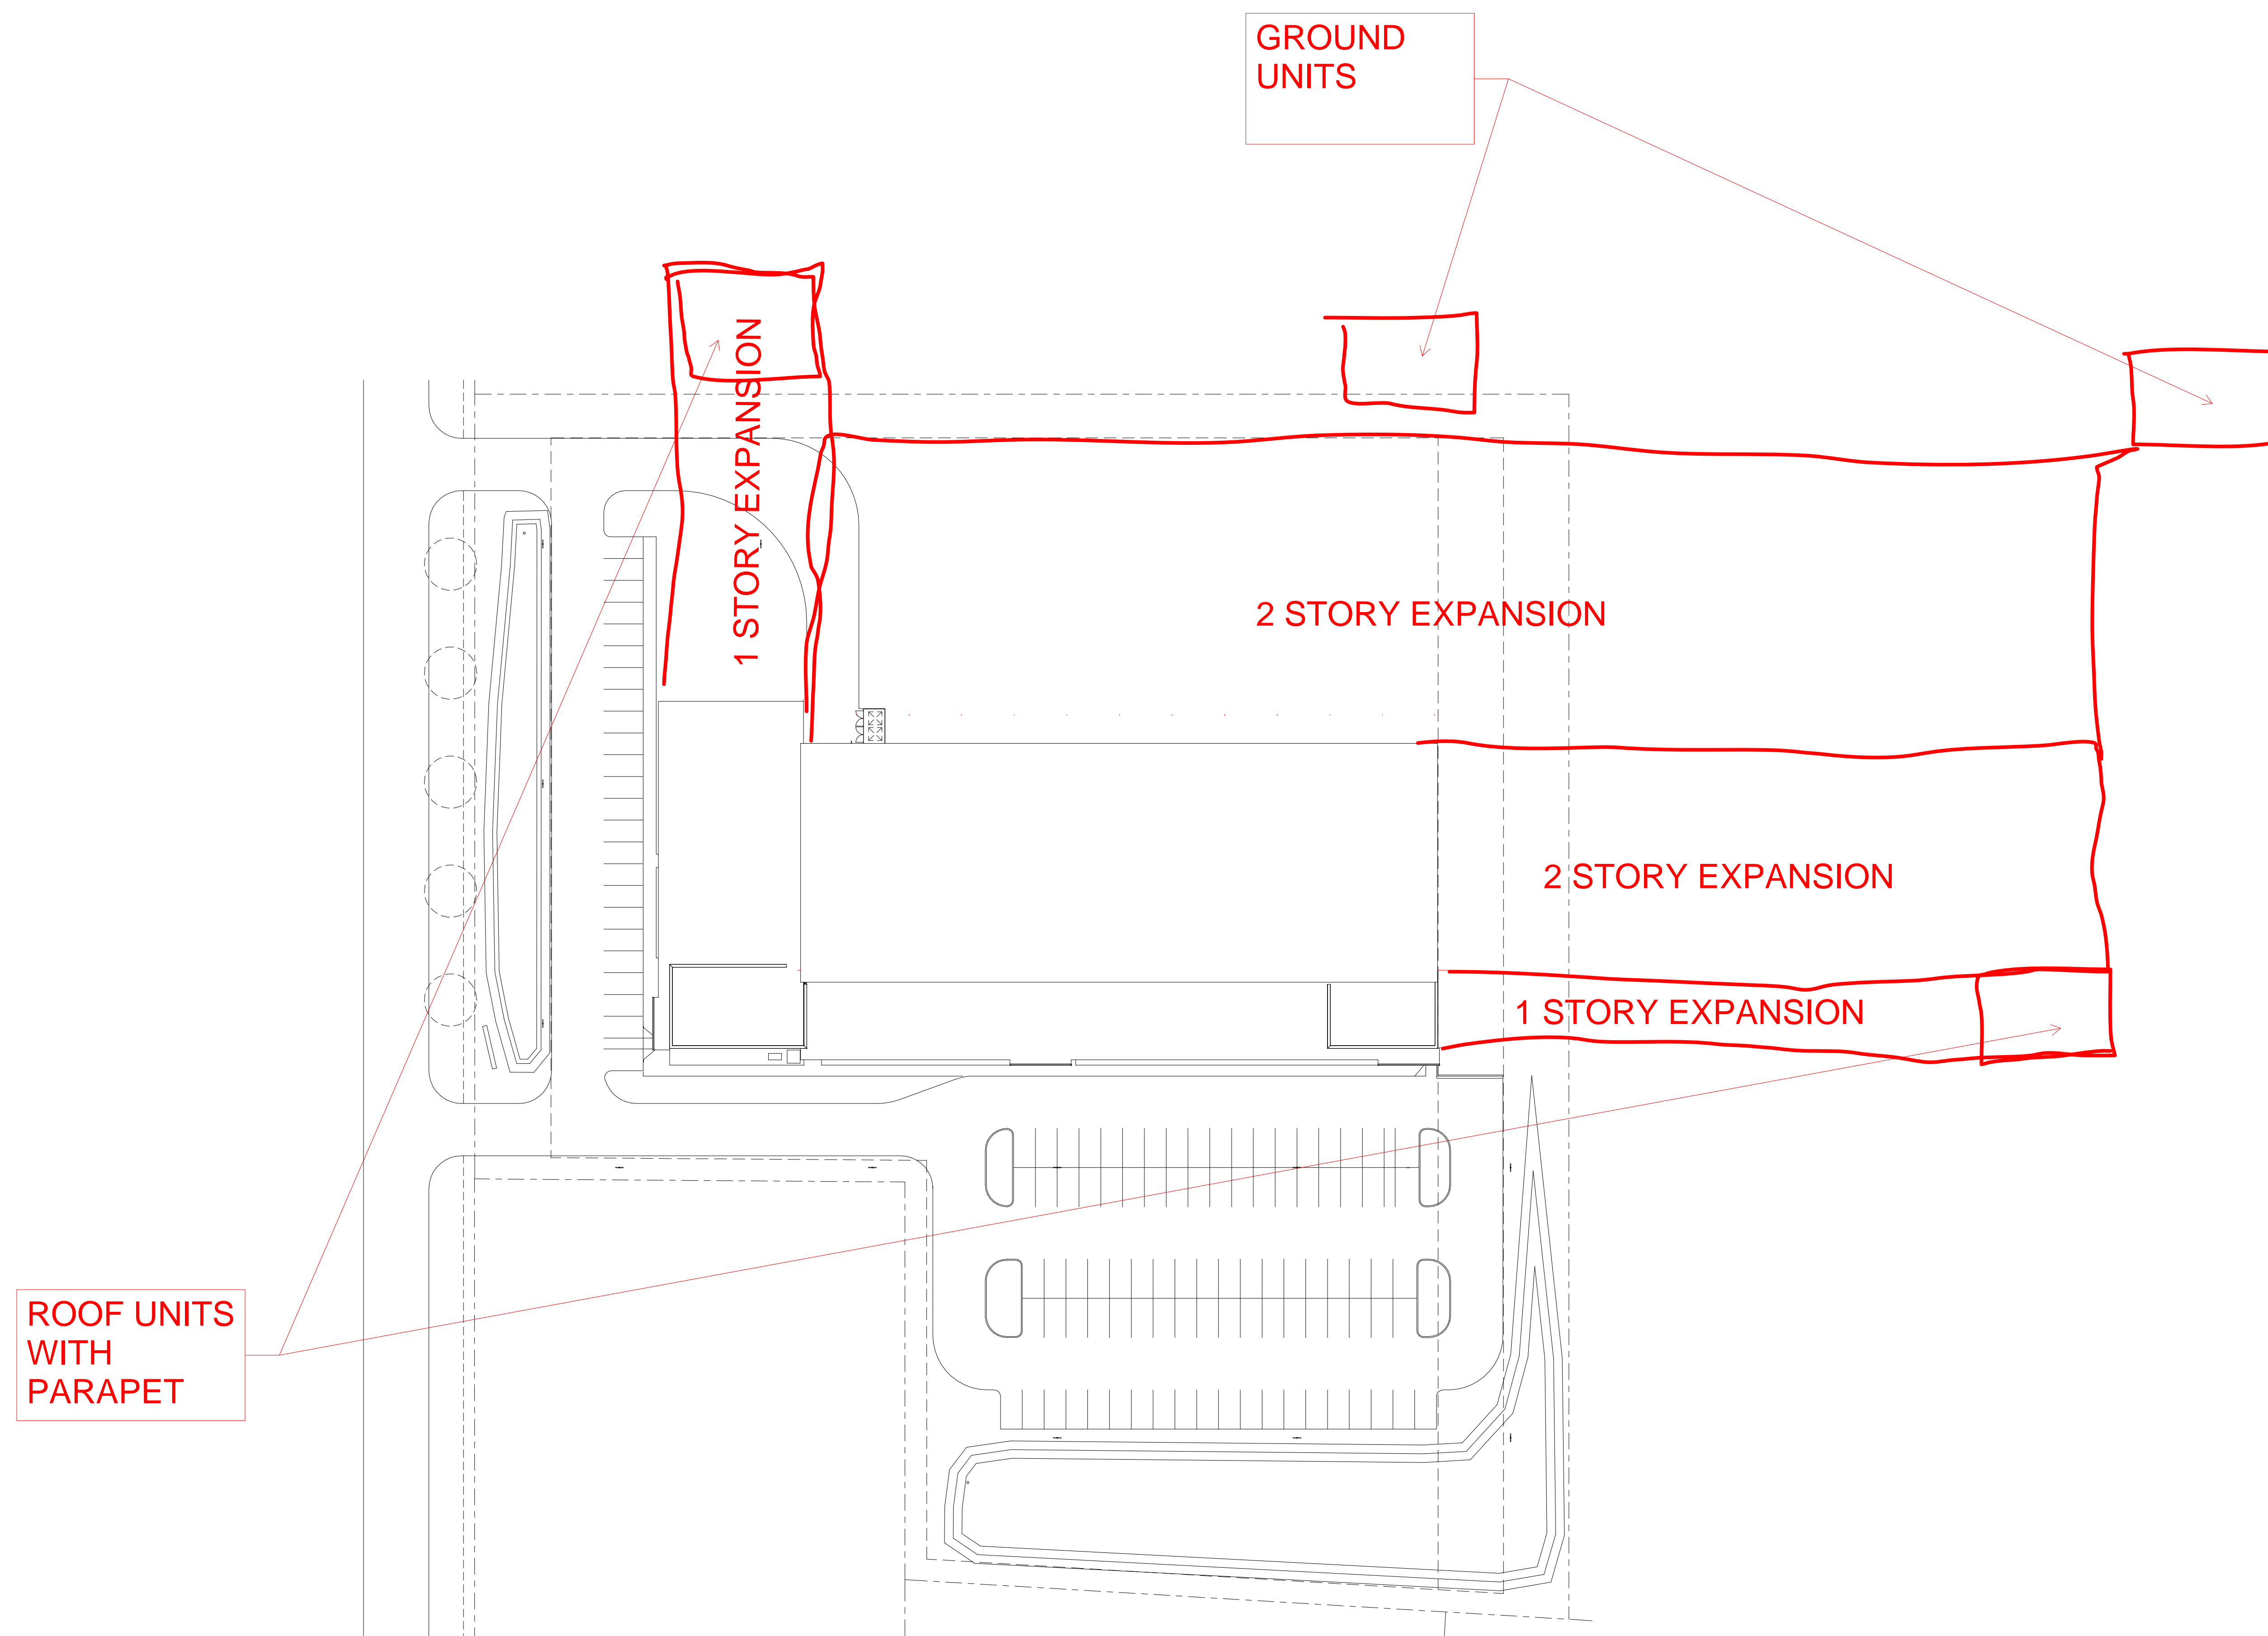 GROUND
UNITS
1 STORY EXPANSION
2 STORY EXPANSION
2 STORY EXPANSION
1 STORY EXPANSION
ROOF UNITS
WITH
PARAPET